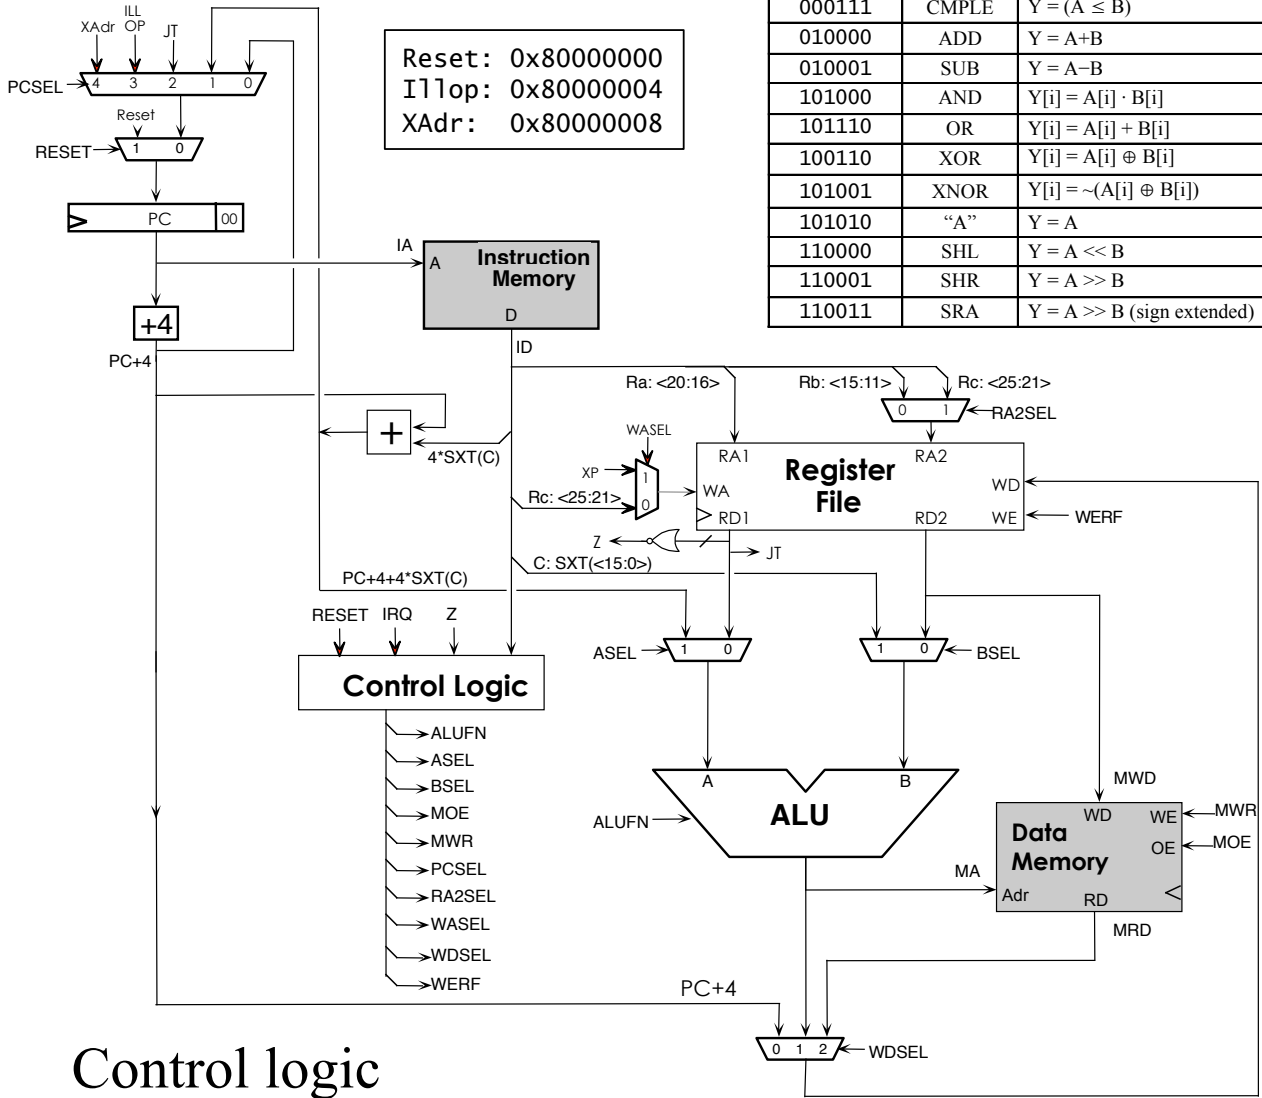 000111 CMPLE Y = (A ≤ B)
010000 ADD Y = A+B
010001 SUB Y = A−B
101000 AND Y[i] = A[i] · B[i]
101110 OR Y[i] = A[i] + B[i]
100110 XOR Y[i] = A[i] ⊕ B[i]
101001 XNOR Y[i] = ~(A[i] ⊕ B[i])
101010 “A” Y = A
110000 SHL Y = A << B
110001 SHR Y = A >> B
110011 SRA Y = A >> B (sign extended)
Reset: 0x80000000
Illop: 0x80000004
XAdr: 0x80000008
XAdr
ILL
OP
JT
PCSEL
4 3 2 1 0
Reset
RESET
1 0
PC 00
IA
A
Instruction
Memory
D
+4
PC+4
ID
Ra: <20:16>
Rb: <15:11>
Rc: <25:21>
0 1
RA2SEL
+
4*SXT(C)
WASEL
XP
1
0
Rc: <25:21>
RA1
RA2
Register
File
WA
WD
RD1
RD2
WE
WERF
Z
JT
C: SXT(<15:0>)
PC+4+4*SXT(C)
RESET IRQ Z
ASEL
1 0
1 0
BSEL
Control Logic
ALUFN
ASEL
BSEL
MOE
MWR
PCSEL
RA2SEL
WASEL
WDSEL
WERF
A
B
ALU
ALUFN
MWD
WD
WE
MWR
Data
Memory
OE
MOE
MA
Adr
RD
MRD
PC+4
0 1 2
WDSEL
Control logic